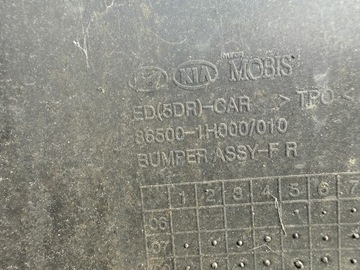 KIA MOBIS
ED(5DR)-CAR >TPO<
86500-1H000/010
BUMPER ASSY-FR
1 2 3 4 5 6 7
06
07